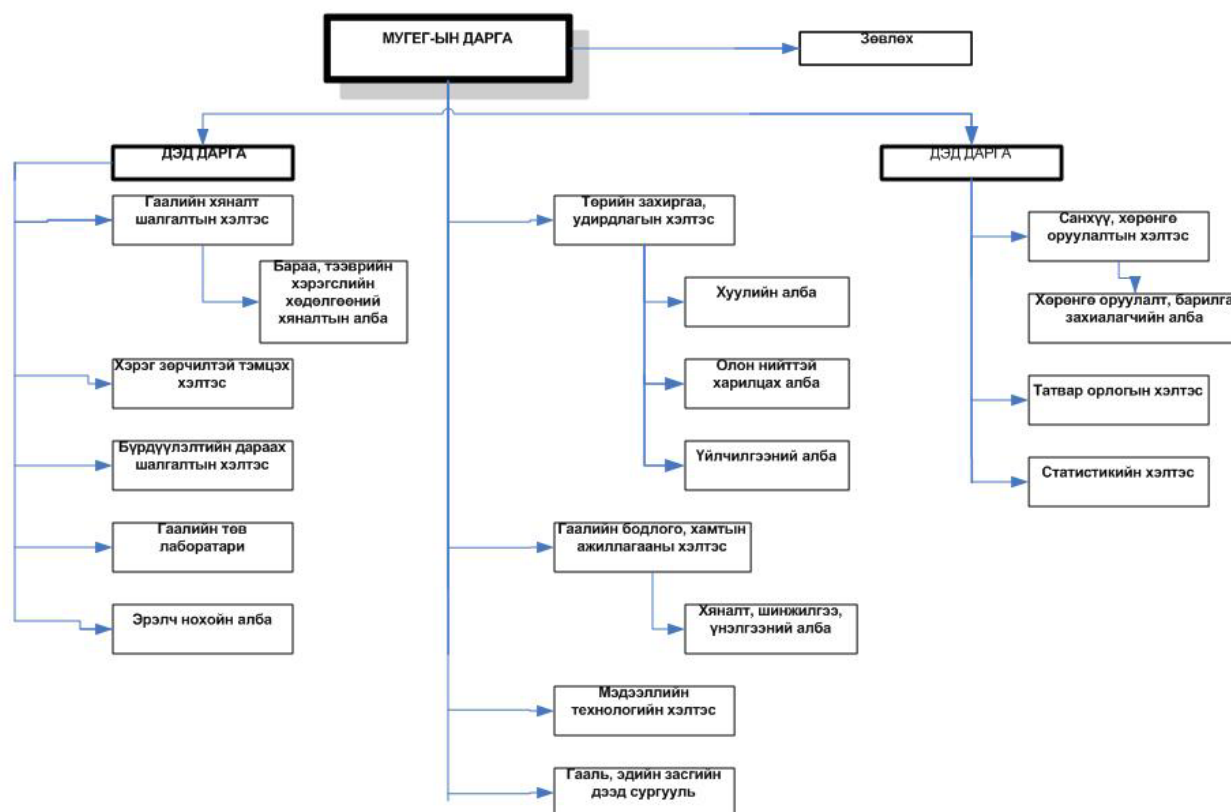 МУГЕГ-ЫН ДАРГА
Зөвлөх
ДЭД ДАРГА
Гаалийн хяналт
шалгалтын хэлтэс
Бараа, тээврийн
хэрэгслийн
хөдөлгөөний
хяналтын алба
Хэрэг зөрчилтэй тэмцэх
хэлтэс
Бүрдүүлэлтийн дараах
шалгалтын хэлтэс
Гаалийн төв
лаборатари
Эрэлч нохойн алба
Төрийн захиргаа,
удирдлагын хэлтэс
Хуулийн алба
Олон нийттэй
харилцах алба
Үйлчилгээний алба
Гаалийн бодлого, хамтын
ажиллагааны хэлтэс
Хяналт, шинжилгээ,
үнэлгээний алба
Мэдээллийн
технологийн хэлтэс
Гааль, эдийн засгийн
дээд сургууль
ДЭД ДАРГА
Санхүү, хөрөнгө
оруулалтын хэлтэс
Хөрөнгө оруулалт, барилга
захиалагчийн алба
Татвар орлогын хэлтэс
Статистикийн хэлтэс